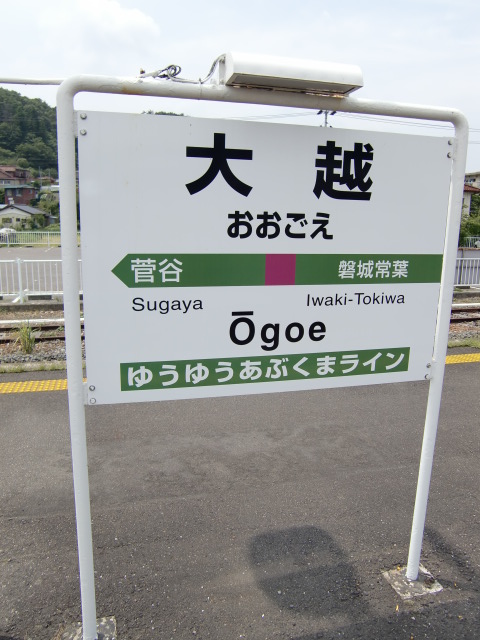 大越
おおごえ
菅谷 磐城常葉
Sugaya Iwaki-Tokiwa
Ōgoe
ゆうゆうあぶくまライン